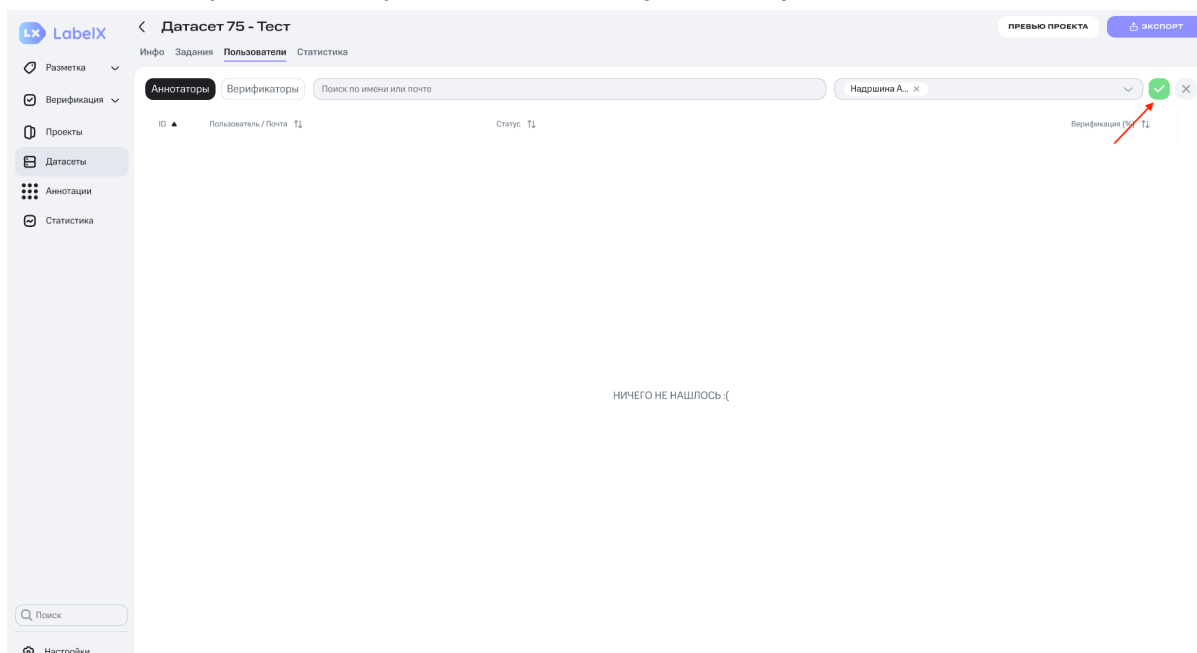 LX LabelX
Датасет 75 - Тест
ПРЕВЬЮ ПРОЕКТА
ЭКСПОРТ
Инфо Задания Пользователи Статистика
Разметка
Верификация
Проекты
Датасеты
Аннотации
Статистика
Аннотаторы Верификаторы Поиск по имени или почте Надршина А...
ID Пользователь / Почта Статус Верификация (%)
НИЧЕГО НЕ НАШЛОСЬ :(
Поиск
Настройки